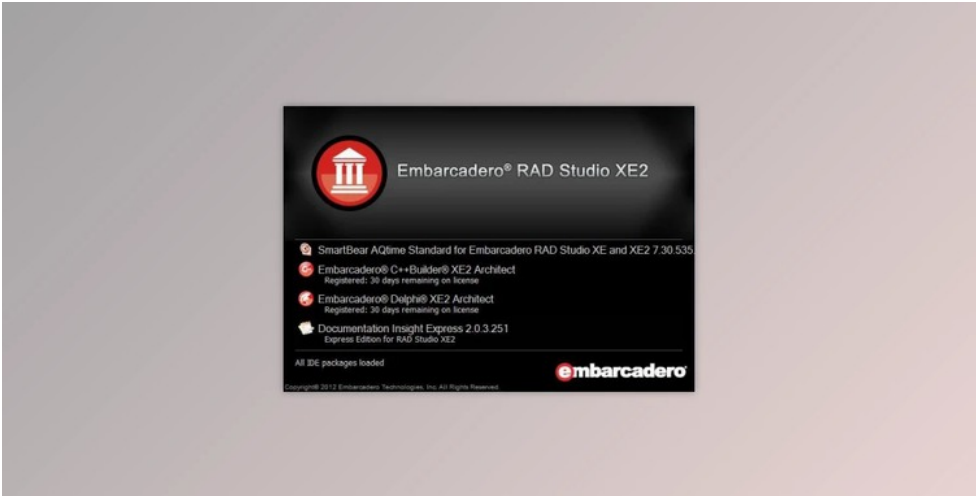 Embarcadero® RAD Studio XE2
SmartBear AQtime Standard for Embarcadero RAD Studio XE and XE2 7.30.535
Embarcadero® C++Builder® XE2 Architect
Registered: 30 days remaining on license
Embarcadero® Delphi® XE2 Architect
Registered: 30 days remaining on license
Documentation Insight Express 2.0.3.251
Express Edition for RAD Studio XE2
All IDE packages loaded
embarcadero
Copyright© 2012 Embarcadero Technologies, Inc. All Rights Reserved.